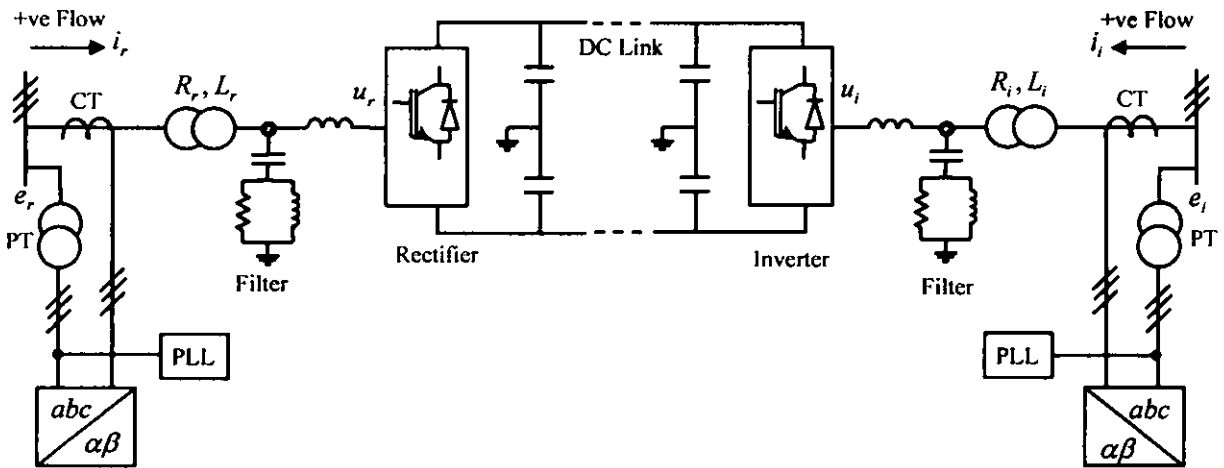 +ve Flow
i_r
DC Link
+ve Flow
i_i
CT
R_r, L_r
u_r
u_i
R_i, L_i
CT
e_r
PT
Rectifier
Inverter
e_i
PT
Filter
Filter
PLL
PLL
abc
αβ
abc
αβ